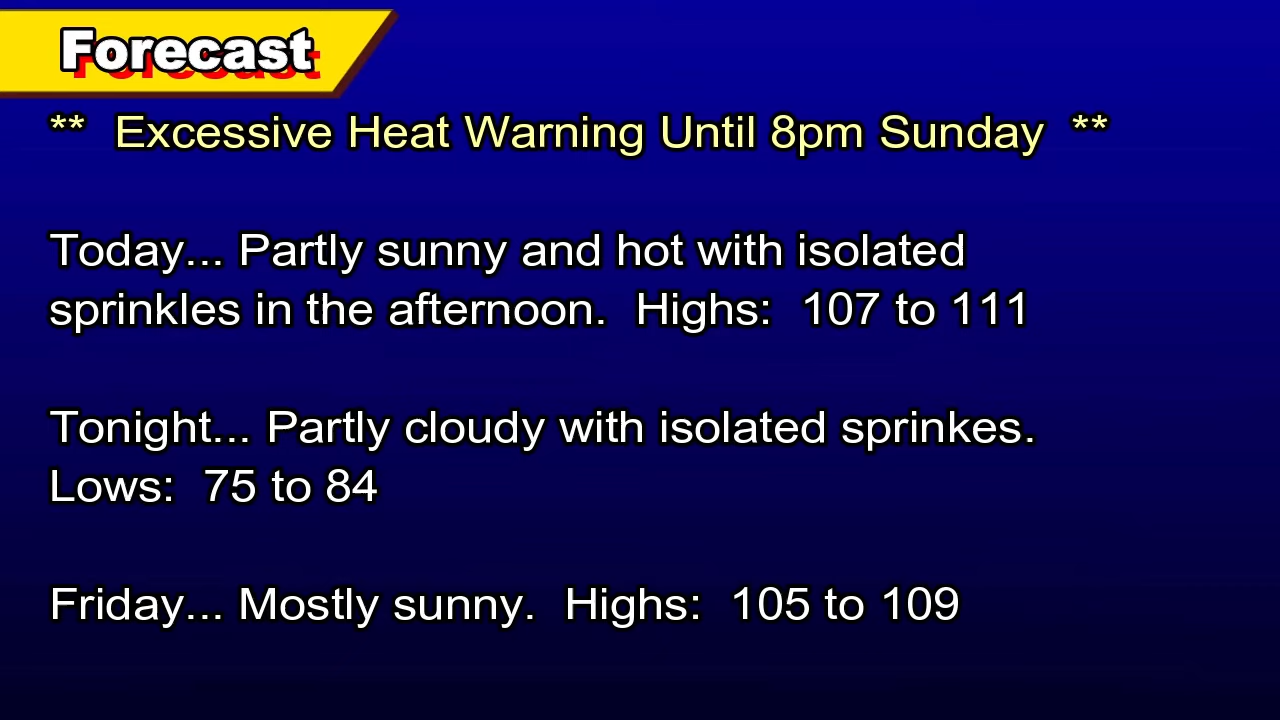 Forecast
**  Excessive Heat Warning Until 8pm Sunday  **
Today... Partly sunny and hot with isolated
sprinkles in the afternoon.  Highs:  107 to 111
Tonight... Partly cloudy with isolated sprinkes.
Lows:  75 to 84
Friday... Mostly sunny.  Highs:  105 to 109